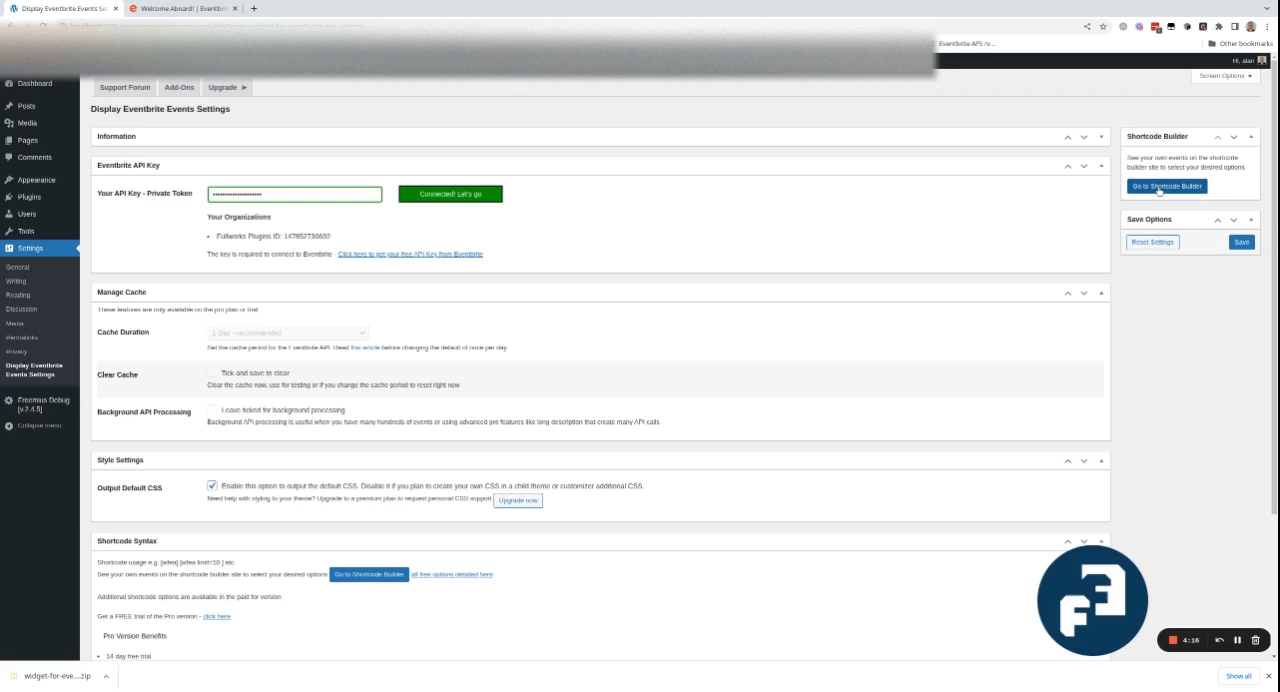 Display Eventbrite Events Se
Welcome Aboard! | Eventbri
Eventbrite API /v...
Other bookmarks
Hi, alan
Screen Options
Dashboard
Posts
Media
Pages
Comments
Appearance
Plugins
Users
Tools
Settings
General
Writing
Reading
Discussion
Media
Permalinks
Privacy
Display Eventbrite
Events Settings
Freemius Debug
[v.2.4.5]
Collapse menu
Support Forum
Add-Ons
Upgrade ➤
Display Eventbrite Events Settings
Information
Eventbrite API Key
Your API Key - Private Token
Connected! Let's go
Your Organizations
• Fullworks Plugins ID: 147852730692
The key is required to connect to Eventbrite - Click here to get your free API Key from Eventbrite
Manage Cache
These features are only available on the pro plan or trial
Cache Duration
1 Day - recommended
Set the cache period for the Eventbrite API. Read this article before changing the default of once per day
Clear Cache
Tick and save to clear
Clear the cache now, use for testing or if you change the cache period to reset right now
Background API Processing
Leave ticked for background processing
Background API processing is useful when you have many hundreds of events or using advanced pro features like long description that create many API calls
Style Settings
Output Default CSS
Enable this option to output the default CSS. Disable it if you plan to create your own CSS in a child theme or customizer additional CSS.
Need help with styling to your theme? Upgrade to a premium plan to request personal CSS support
Upgrade now
Shortcode Syntax
Shortcode usage e.g. [wfea] [wfea limit=10 ] etc.
See your own events on the shortcode builder site to select your desired options
Go to Shortcode Builder
all free options detailed here
Additional shortcode options are available in the paid for version
Get a FREE trial of the Pro version - click here
Pro Version Benefits
• 14 day free trial
Shortcode Builder
See your own events on the shortcode
builder site to select your desired options
Go to Shortcode Builder
Save Options
Reset Settings
Save
4:16
widget-for-eve....zip
Show all